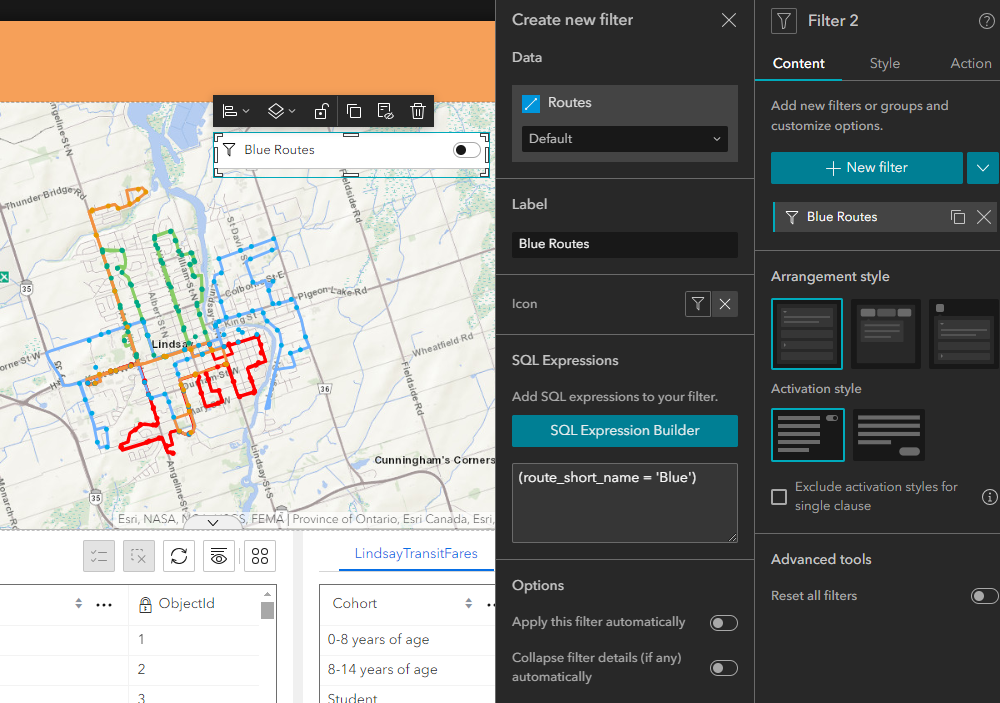 Create new filter
Data
Routes
Default
Label
Blue Routes
Icon
SQL Expressions
Add SQL expressions to your filter.
SQL Expression Builder
(route_short_name = 'Blue')
Options
Apply this filter automatically
Collapse filter details (if any)
automatically
Filter 2
Content
Style
Action
Add new filters or groups and
customize options.
New filter
Blue Routes
Arrangement style
Activation style
Exclude activation styles for
single clause
Advanced tools
Reset all filters
Blue Routes
Angeline St N
Thunder Bridge Rd
Fieldside Rd
St David St
William St N
Albert St N
Lindsay
Colborne St E
Pigeon Lake Rd
King St
35
Lindsay
Wheatfield Rd
orne St W
Durham St W
Mary St W
36
Fieldside Rd
Cunningham's Corners
Lindsay St S
Angeline St
Monarch Rd
35
Esri, NASA, FEMA | Province of Ontario, Esri Canada, Esri,
LindsayTransitFares
ObjectId
1
2
3
Cohort
0-8 years of age
8-14 years of age
Student